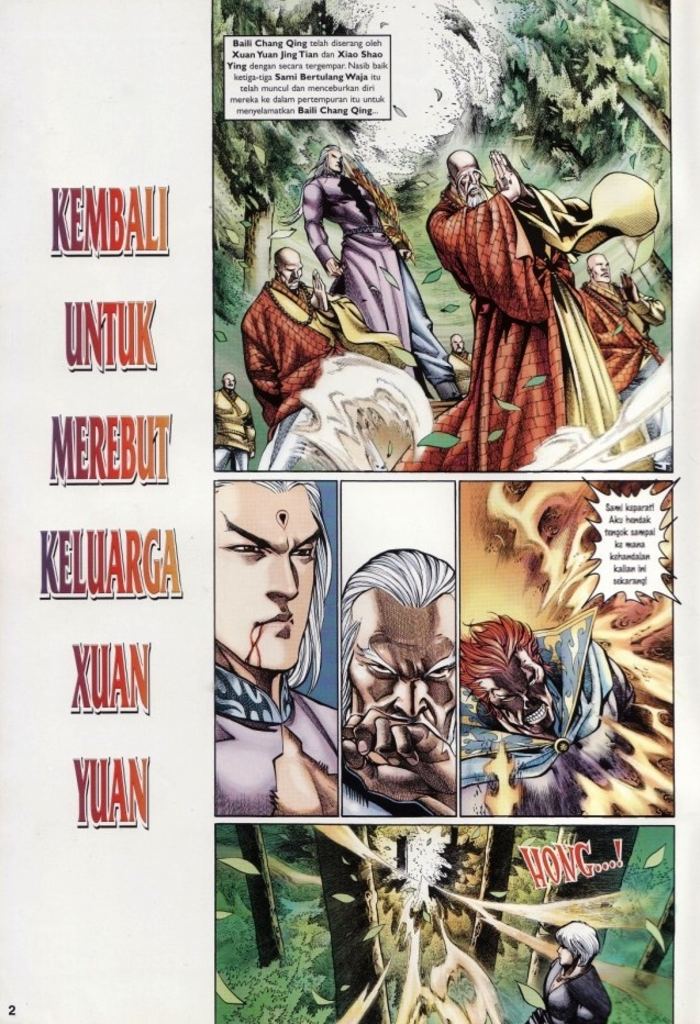 Baili Chang Qing telah diserang oleh
Xuan Yuan Jing Tian dan Xiao Shao
Ying dengan secara tergempar. Nasib baik
ketiga-tiga Sami Bertulang Waja itu
telah muncul dan menceburkan diri
mereka ke dalam pertempuran itu untuk
menyelamatkan Baili Chang Qing...
KEMBALI
UNTUK
MEREBUT
KELUARGA
XUAN
YUAN
Sami keparat!
Aku hendak
tengok sampai
ke mana
kehandalan
kalian ini
sekarang!
HONG...!
2